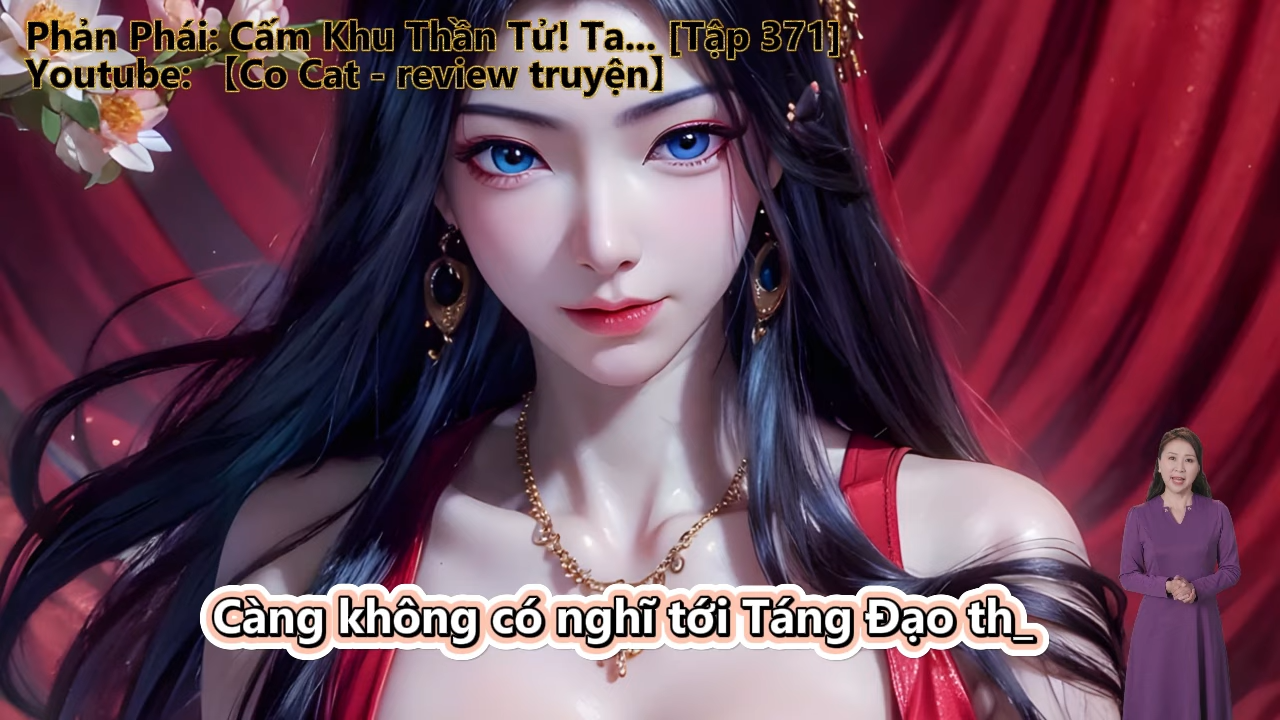 Phản Phái: Cấm Khu Thần Tử! Ta... [Tập 371]
Youtube: 【Co Cat - review truyện】
Càng không có nghĩ tới Táng Đạo th_